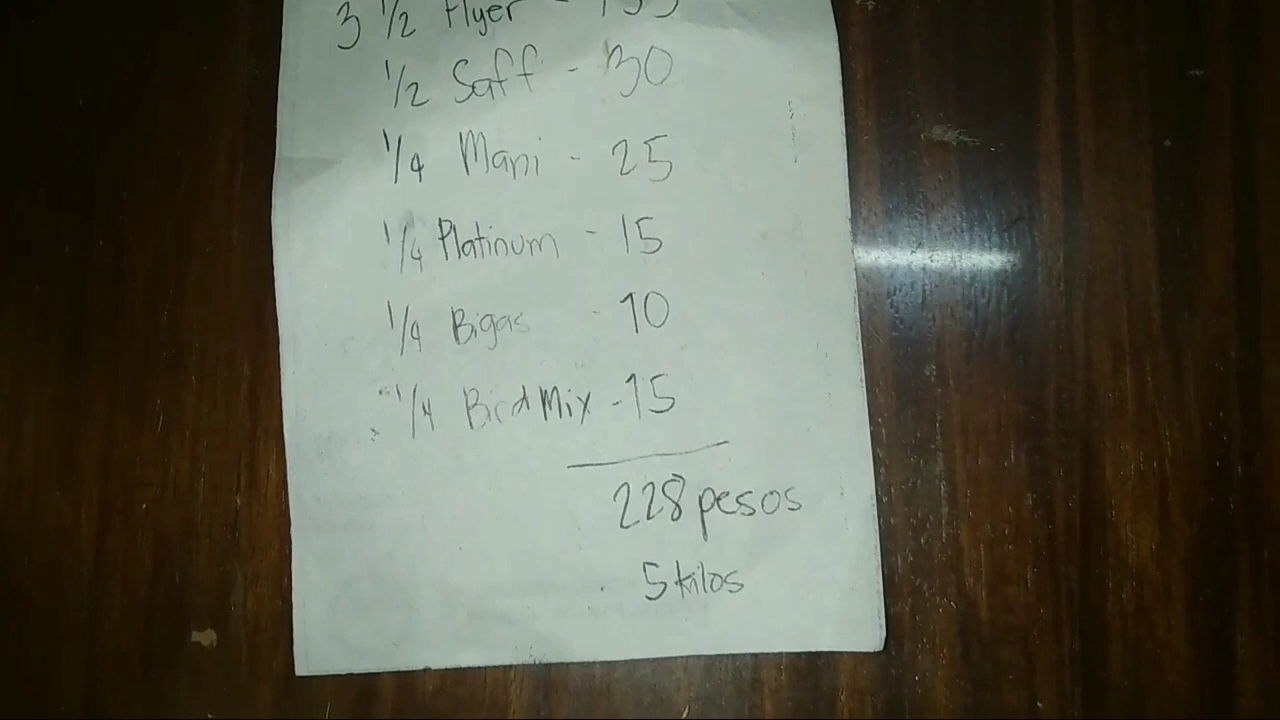 3 1/2 Flyer - 133
1/2 Saff - 30
1/4 Mani - 25
1/4 Platinum - 15
1/4 Bigas - 10
1/4 Bird Mix - 15
228 pesos
5 kilos